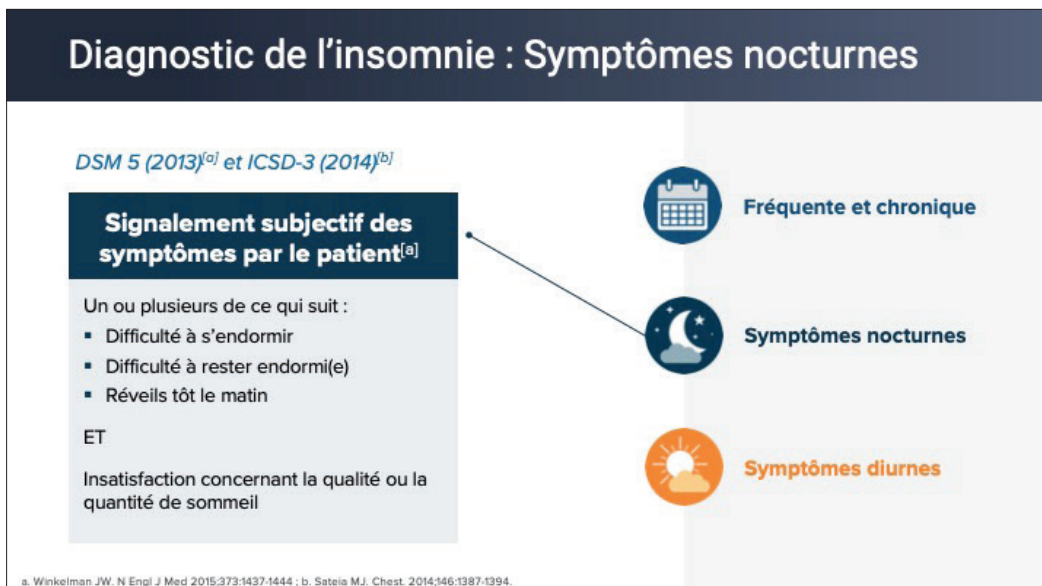 Diagnostic de l'insomnie : Symptômes nocturnes
DSM 5 (2013)[a] et ICSD-3 (2014)[b]
Signalement subjectif des
symptômes par le patient[a]
Un ou plusieurs de ce qui suit :
▪ Difficulté à s'endormir
▪ Difficulté à rester endormi(e)
▪ Réveils tôt le matin
ET
Insatisfaction concernant la qualité ou la
quantité de sommeil
Fréquente et chronique
Symptômes nocturnes
Symptômes diurnes
a. Winkelman JW. N Engl J Med 2015;373:1437-1444 ; b. Sateia MJ. Chest. 2014;146:1387-1394.